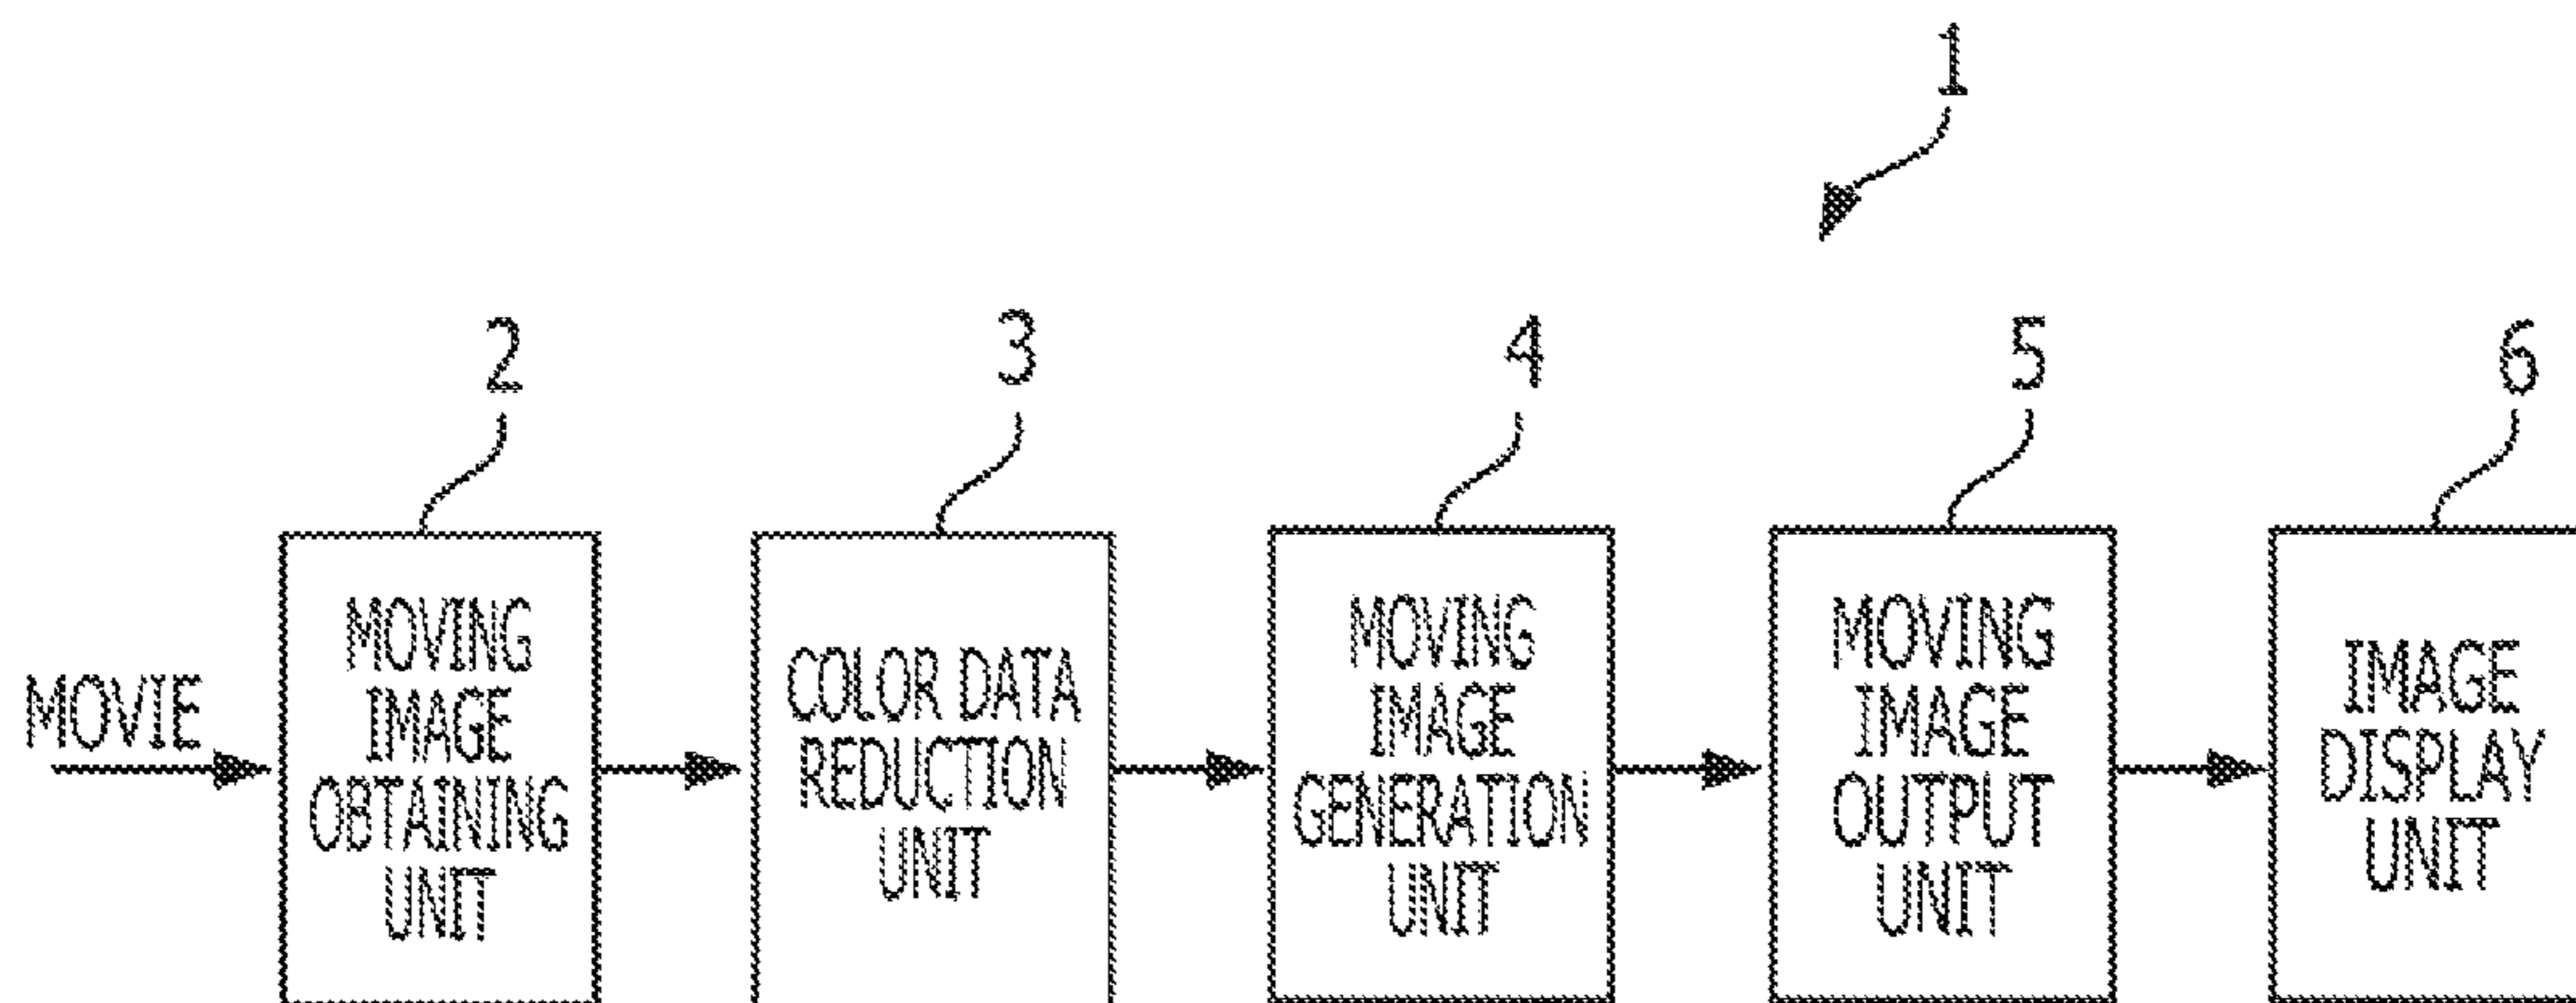 1
2
3
4
5
6
MOVIE
MOVING
IMAGE
OBTAINING
UNIT
COLOR DATA
REDUCTION
UNIT
MOVING
IMAGE
GENERATION
UNIT
MOVING
IMAGE
OUTPUT
UNIT
IMAGE
DISPLAY
UNIT